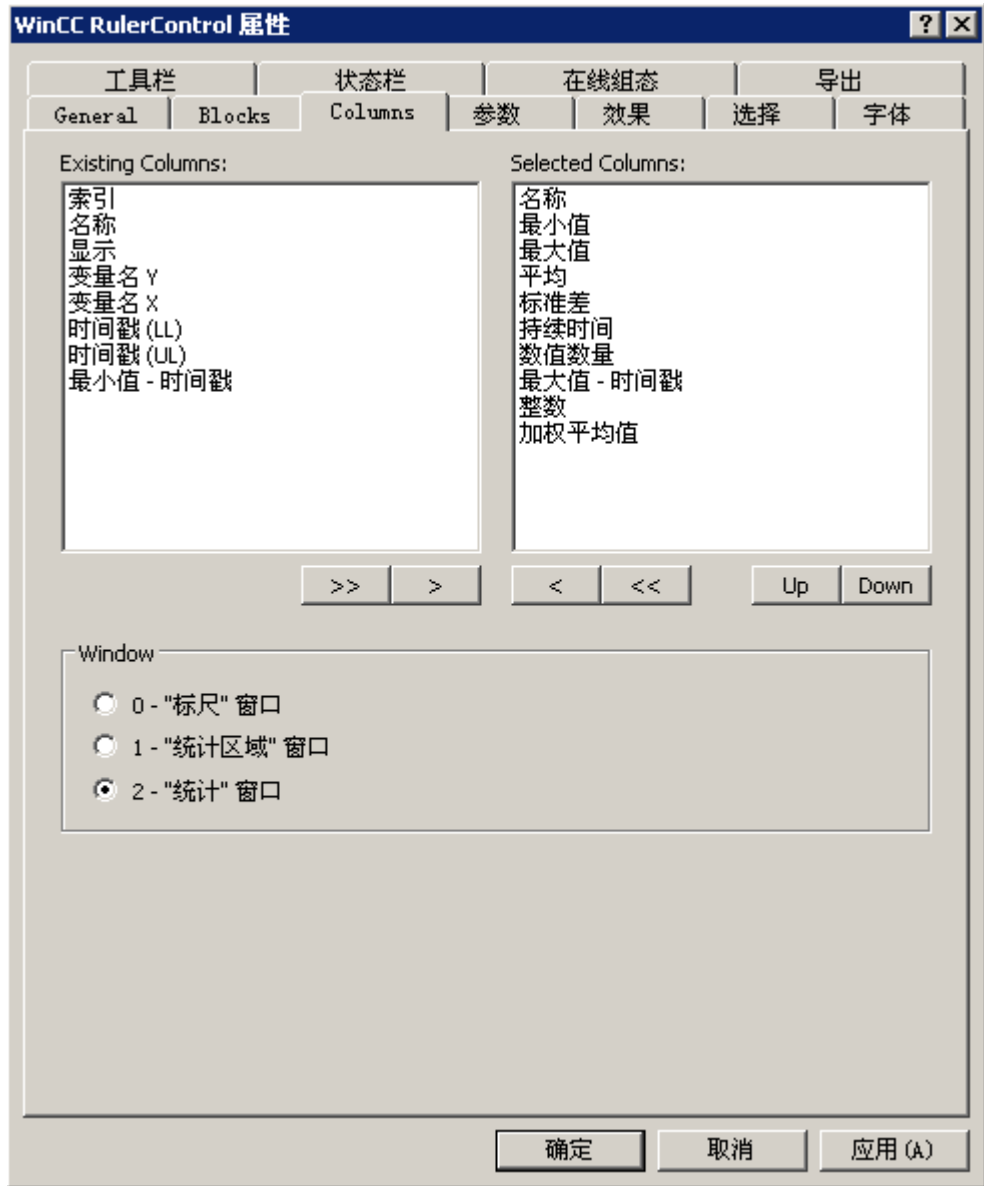 WinCC RulerControl 属性
工具栏 状态栏 在线组态 导出
General Blocks Columns 参数 效果 选择 字体
Existing Columns:
索引
名称
显示
变量名 Y
变量名 X
时间戳 (LL)
时间戳 (UL)
最小值 - 时间戳
Selected Columns:
名称
最小值
最大值
平均
标准差
持续时间
数值数量
最大值 - 时间戳
整数
加权平均值
>> > < << Up Down
Window
0 - "标尺" 窗口
1 - "统计区域" 窗口
2 - "统计" 窗口
确定 取消 应用 (A)